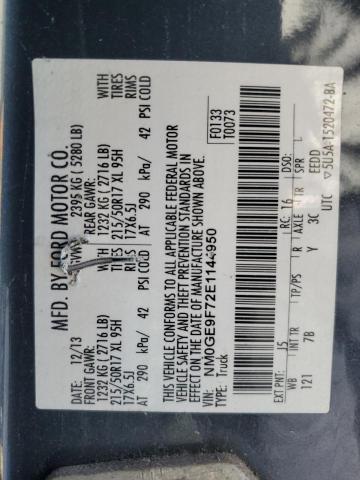 MFD. BY FORD MOTOR CO.
12/13 GVWR: 2395 KG ( 5280 LB)
FRONT GAWR: REAR GAWR:
1232 KG ( 2716 LB) WITH 1232 KG ( 2716 LB) WITH
215/50R17 XL 95H TIRES 215/50R17 XL 95H TIRES
17X6.5J RIMS 17X6.5J RIMS
AT 290 kPa/ 42 PSI COLD AT 290 kPa/ 42 PSI COLD
THIS VEHICLE CONFORMS TO ALL APPLICABLE FEDERAL MOTOR
VEHICLE SAFETY AND THEFT PREVENTION STANDARDS IN
EFFECT ON THE DATE OF MANUFACTURE SHOWN ABOVE.
VIN: NM0GE9F72E1144950
TYPE: Truck
F0133
T0073
EXT PNT: J5 RC: 16 DSO:
WB INT TR TP/PS R AXLE TR SPR
121 7B Y 3C L EEDD
UTC ▽5U5A-1520472-BA